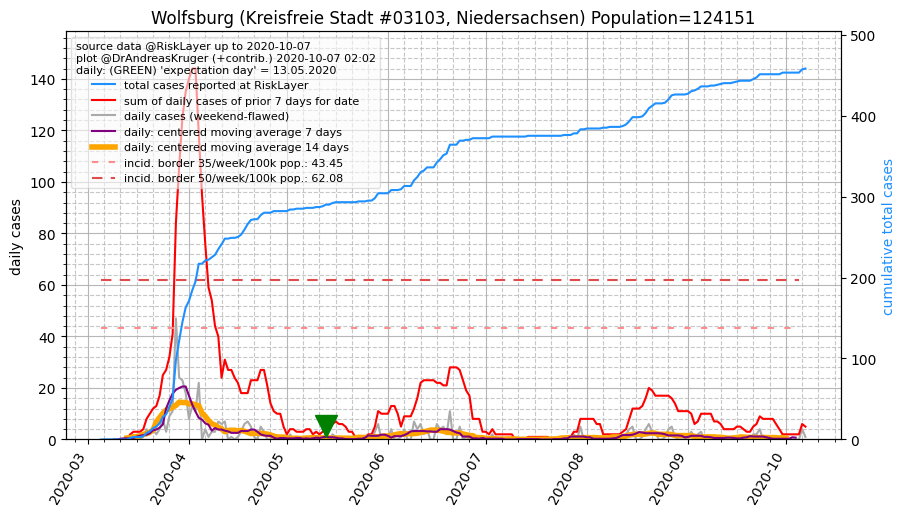 Wolfsburg (Kreisfreie Stadt #03103, Niedersachsen) Population=124151
source data @RiskLayer up to 2020-10-07
plot @DrAndreasKruger (+contrib.) 2020-10-07 02:02
daily: (GREEN) 'expectation day' = 13.05.2020
total cases reported at RiskLayer
sum of daily cases of prior 7 days for date
daily cases (weekend-flawed)
daily: centered moving average 7 days
daily: centered moving average 14 days
incid. border 35/week/100k pop.: 43.45
incid. border 50/week/100k pop.: 62.08
daily cases
140
120
100
80
60
40
20
0
cumulative total cases
500
400
300
200
100
0
2020-03
2020-04
2020-05
2020-06
2020-07
2020-08
2020-09
2020-10